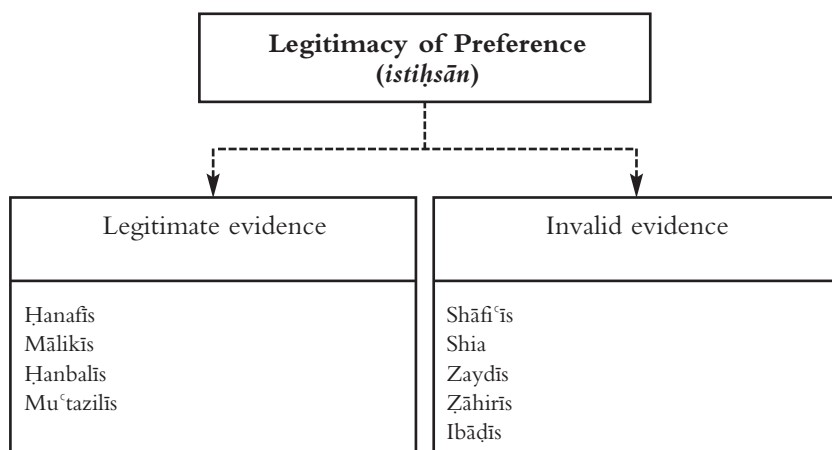 Legitimacy of Preference
(istiḥsān)
Legitimate evidence
Ḥanafīs
Mālikīs
Ḥanbalīs
Muʿtazilīs
Invalid evidence
Shāfiʿīs
Shia
Zaydīs
Ẓāhirīs
Ibāḍīs